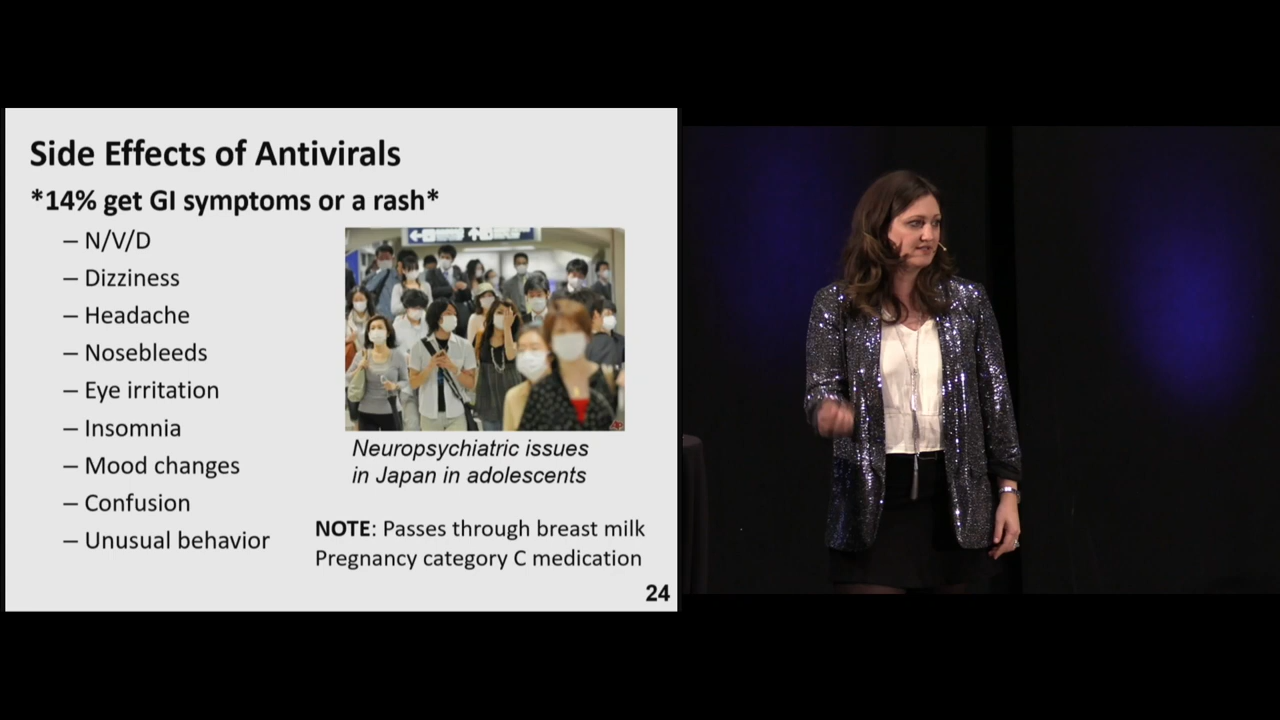 Side Effects of Antivirals
*14% get GI symptoms or a rash*
– N/V/D
– Dizziness
– Headache
– Nosebleeds
– Eye irritation
– Insomnia
– Mood changes
– Confusion
– Unusual behavior
Neuropsychiatric issues
in Japan in adolescents
NOTE: Passes through breast milk
Pregnancy category C medication
24